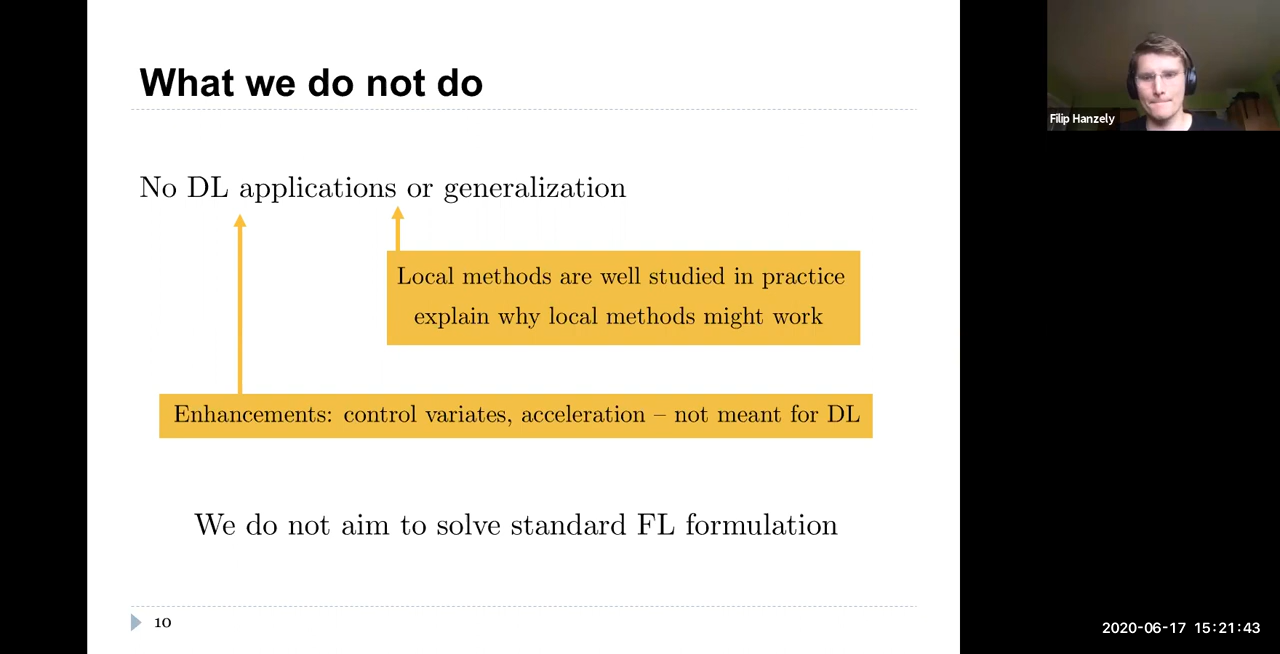 What we do not do
Filip Hanzely
No DL applications or generalization
Local methods are well studied in practice
explain why local methods might work
Enhancements: control variates, acceleration – not meant for DL
We do not aim to solve standard FL formulation
10
2020-06-17 15:21:43